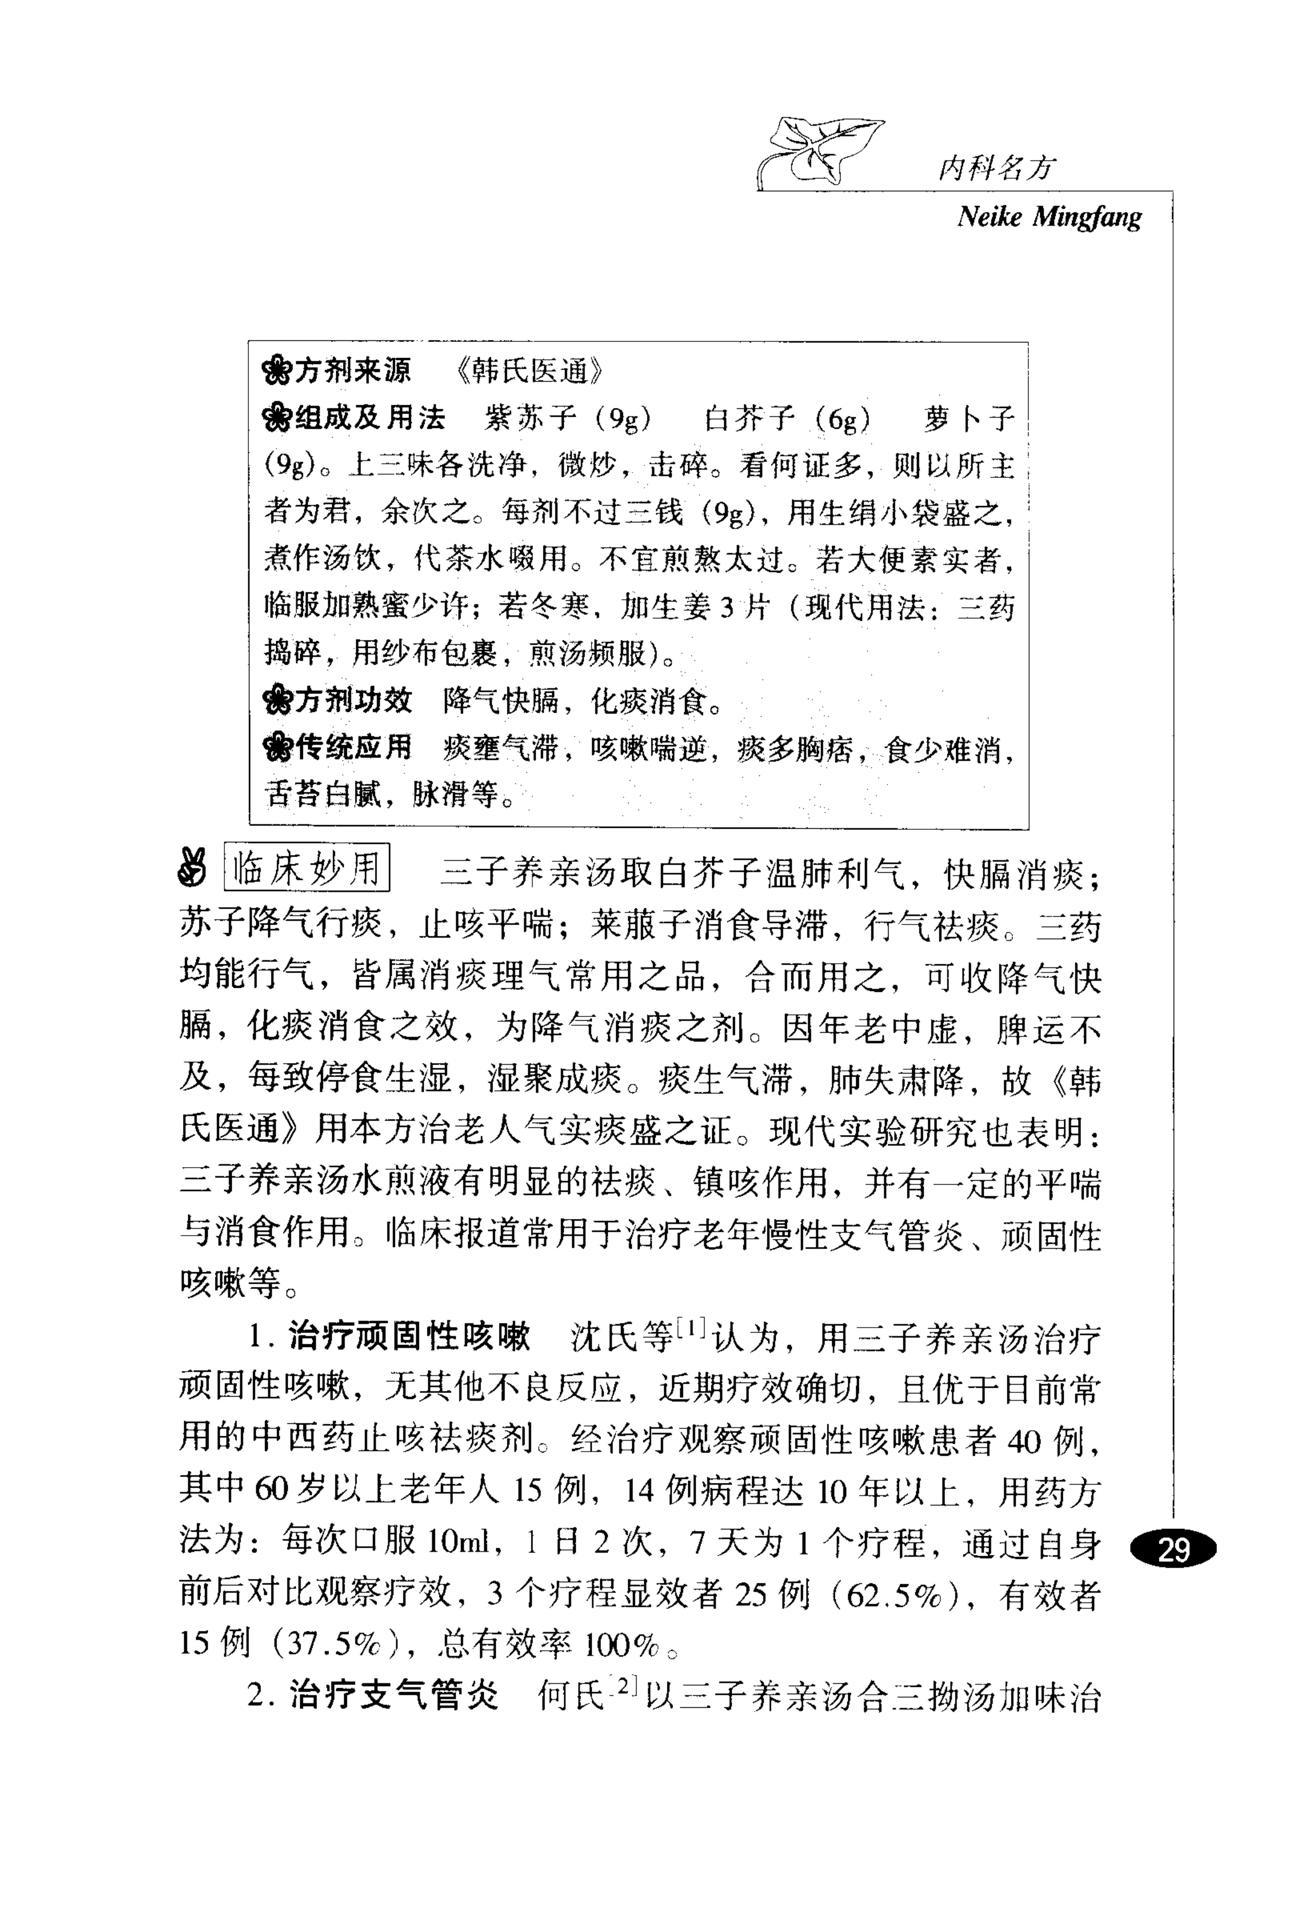 内科名方
Neike Mingfang
方剂来源 《韩氏医通》
组成及用法 紫苏子（9g） 白芥子（6g） 萝卜子
（9g）。上三味各洗净，微炒，击碎。看何证多，则以所主
者为君，余次之。每剂不过三钱（9g），用生绢小袋盛之，
煮作汤饮，代茶水啜用。不宜煎熬太过。若大便素实者，
临服加熟蜜少许；若冬寒，加生姜3片（现代用法：三药
捣碎，用纱布包裹，煎汤频服）。
方剂功效 降气快膈，化痰消食。
传统应用 痰壅气滞，咳嗽喘逆，痰多胸痞，食少难消，
舌苔白腻，脉滑等。
临床妙用 三子养亲汤取白芥子温肺利气，快膈消痰；
苏子降气行痰，止咳平喘；莱菔子消食导滞，行气祛痰。三药
均能行气，皆属消痰理气常用之品，合而用之，可收降气快
膈，化痰消食之效，为降气消痰之剂。因年老中虚，脾运不
及，每致停食生湿，湿聚成痰。痰生气滞，肺失肃降，故《韩
氏医通》用本方治老人气实痰盛之证。现代实验研究也表明：
三子养亲汤水煎液有明显的祛痰、镇咳作用，并有一定的平喘
与消食作用。临床报道常用于治疗老年慢性支气管炎、顽固性
咳嗽等。
1. 治疗顽固性咳嗽 沈氏等[1]认为，用三子养亲汤治疗
顽固性咳嗽，无其他不良反应，近期疗效确切，且优于目前常
用的中西药止咳祛痰剂。经治疗观察顽固性咳嗽患者40例，
其中60岁以上老年人15例，14例病程达10年以上，用药方
法为：每次口服10ml，1日2次，7天为1个疗程，通过自身
前后对比观察疗效，3个疗程显效者25例（62.5%），有效者
15例（37.5%），总有效率100%。
2. 治疗支气管炎 何氏[2]以三子养亲汤合三拗汤加味治
29